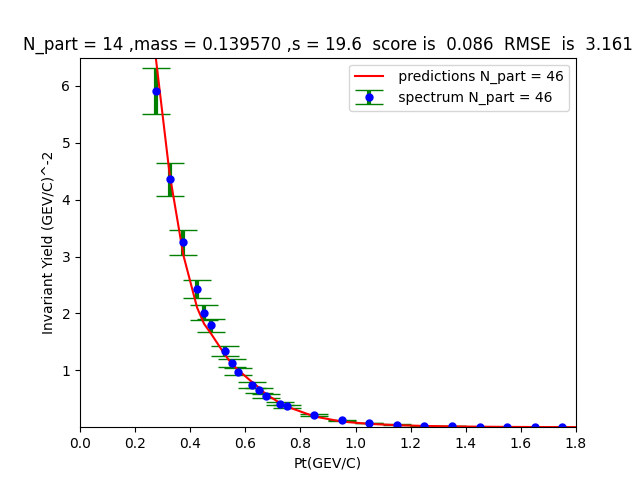 N_part = 14 ,mass = 0.139570 ,s = 19.6  score is  0.086  RMSE  is  3.161
predictions N_part = 46
spectrum N_part = 46
Invariant Yield (GEV/C)^-2
6
5
4
3
2
1
0.0 0.2 0.4 0.6 0.8 1.0 1.2 1.4 1.6 1.8
Pt(GEV/C)